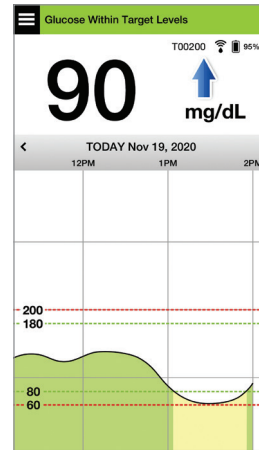 Glucose Within Target Levels
T00200 95%
90
mg/dL
TODAY Nov 19, 2020
12PM 1PM 2PM
200
180
80
60